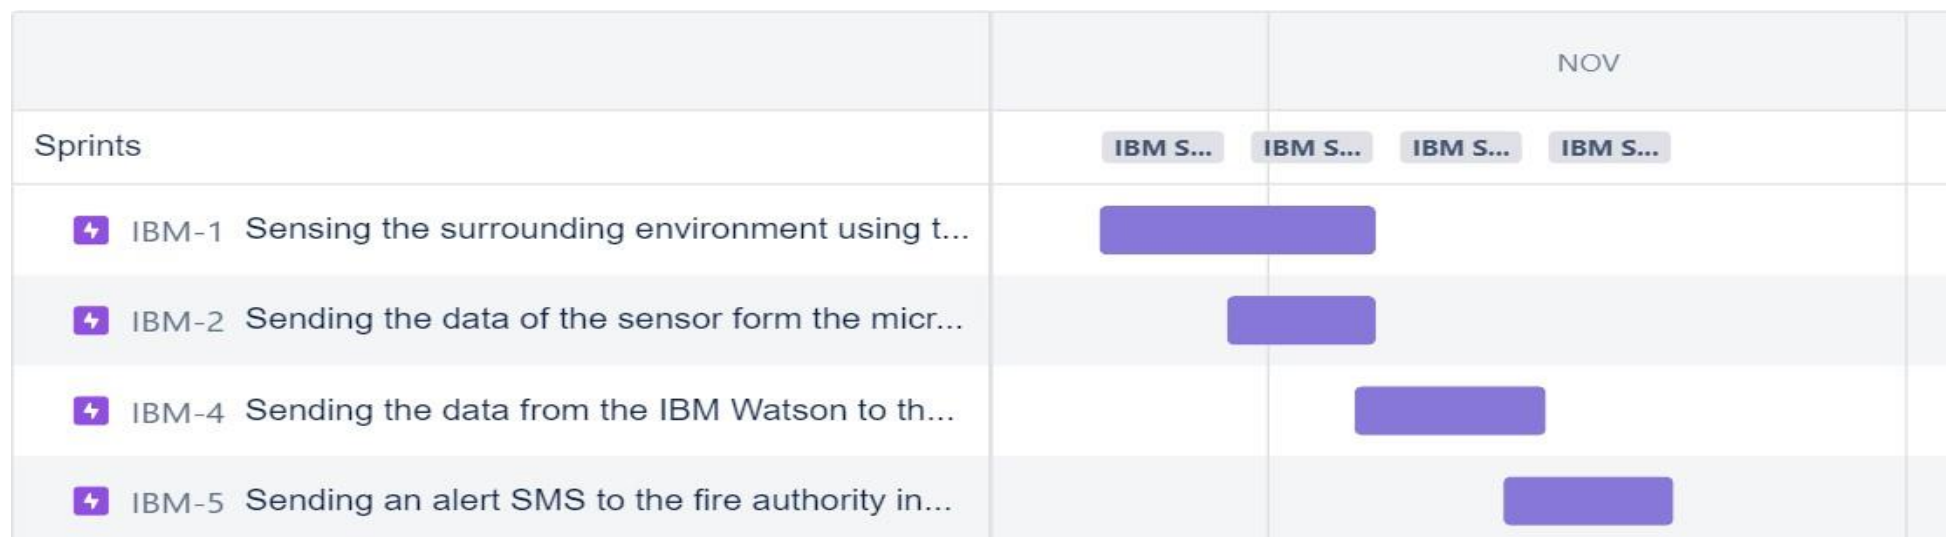 NOV
Sprints IBM S... IBM S... IBM S... IBM S...
IBM-1 Sensing the surrounding environment using t...
IBM-2 Sending the data of the sensor form the micr...
IBM-4 Sending the data from the IBM Watson to th...
IBM-5 Sending an alert SMS to the fire authority in...